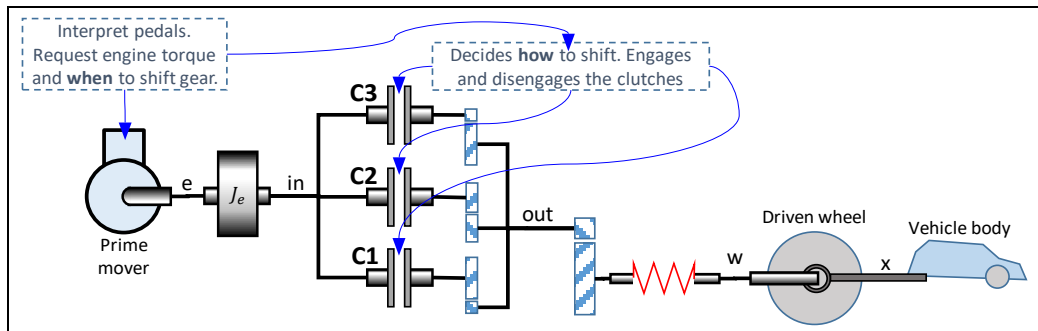 Interpret pedals.
Request engine torque
and when to shift gear.
Decides how to shift. Engages
and disengages the clutches
C3
e
J_e
in
C2
out
Prime
mover
C1
Driven wheel
Vehicle body
w
x